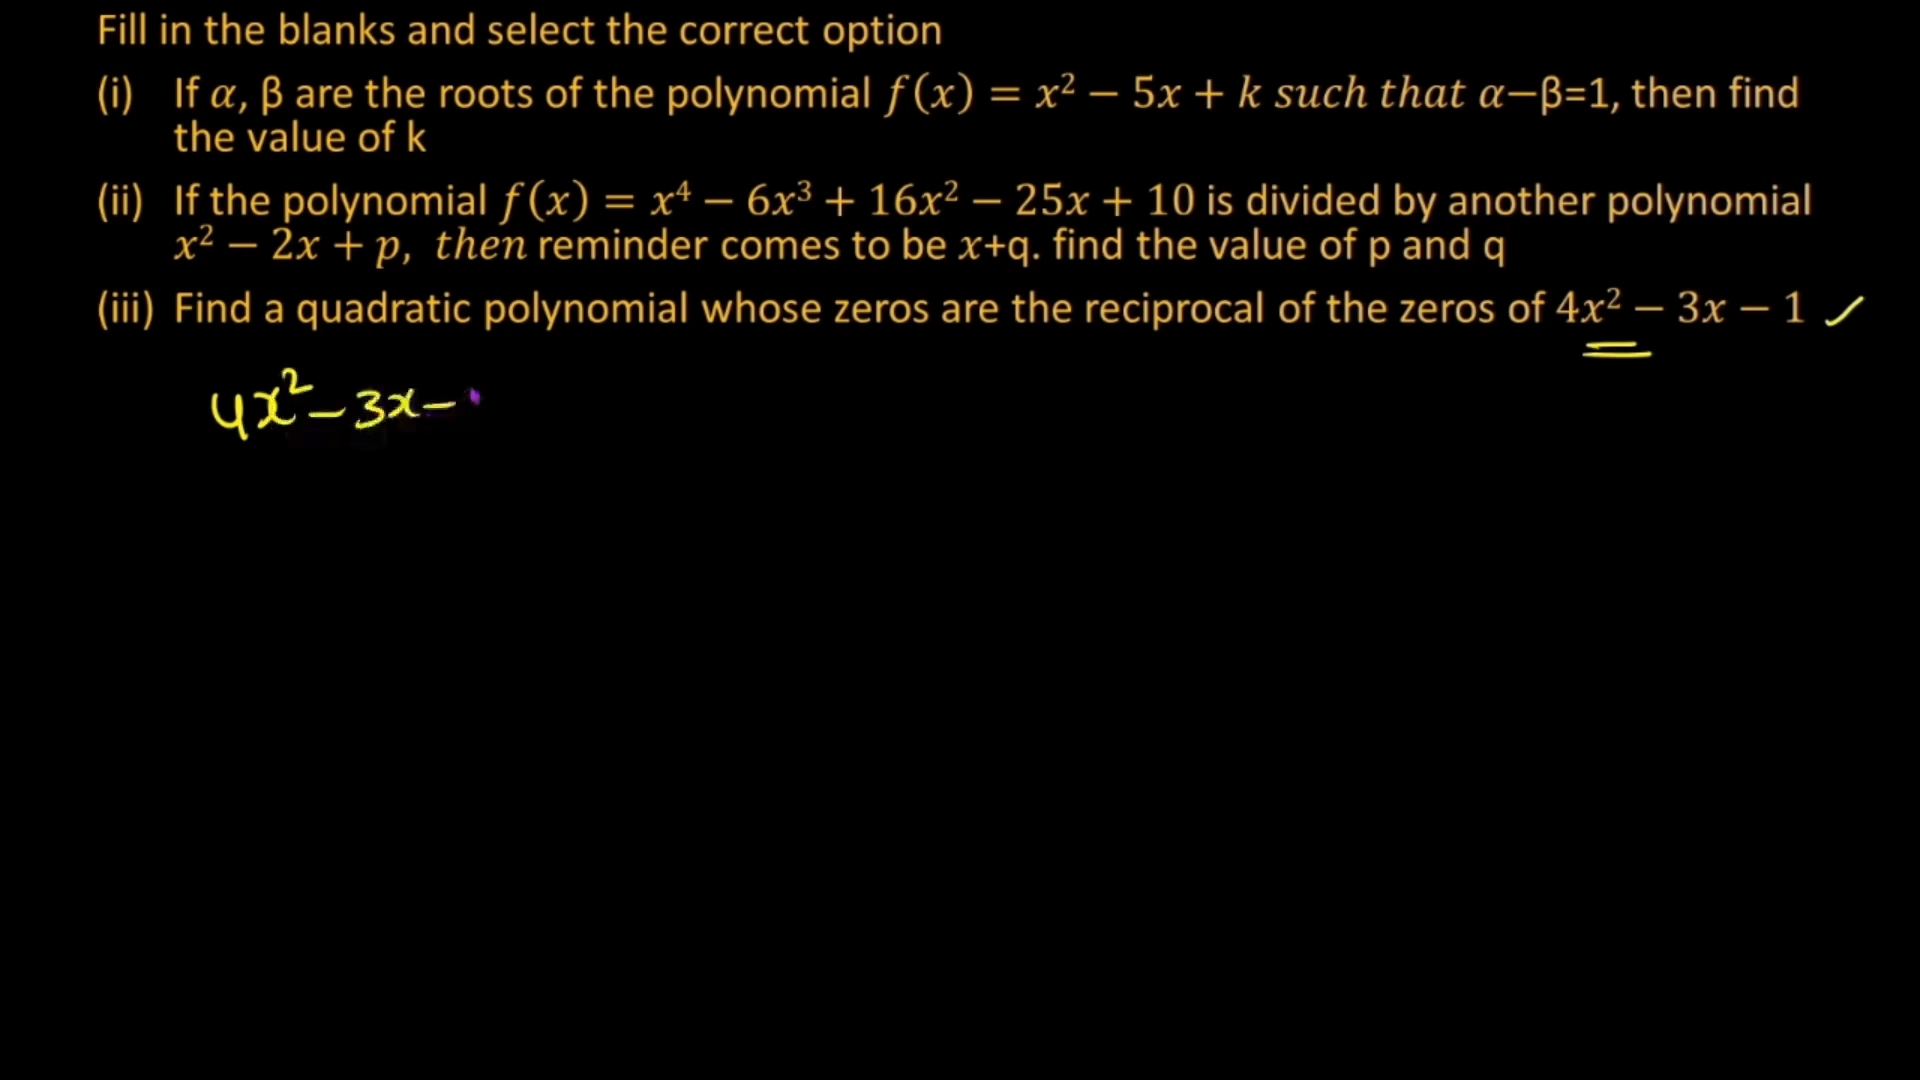 Fill in the blanks and select the correct option
(i) If α, β are the roots of the polynomial f(x) = x² − 5x + k such that α−β=1, then find
the value of k
(ii) If the polynomial f(x) = x⁴ − 6x³ + 16x² − 25x + 10 is divided by another polynomial
x² − 2x + p, then reminder comes to be x+q. find the value of p and q
(iii) Find a quadratic polynomial whose zeros are the reciprocal of the zeros of 4x² − 3x − 1
4x² − 3x −